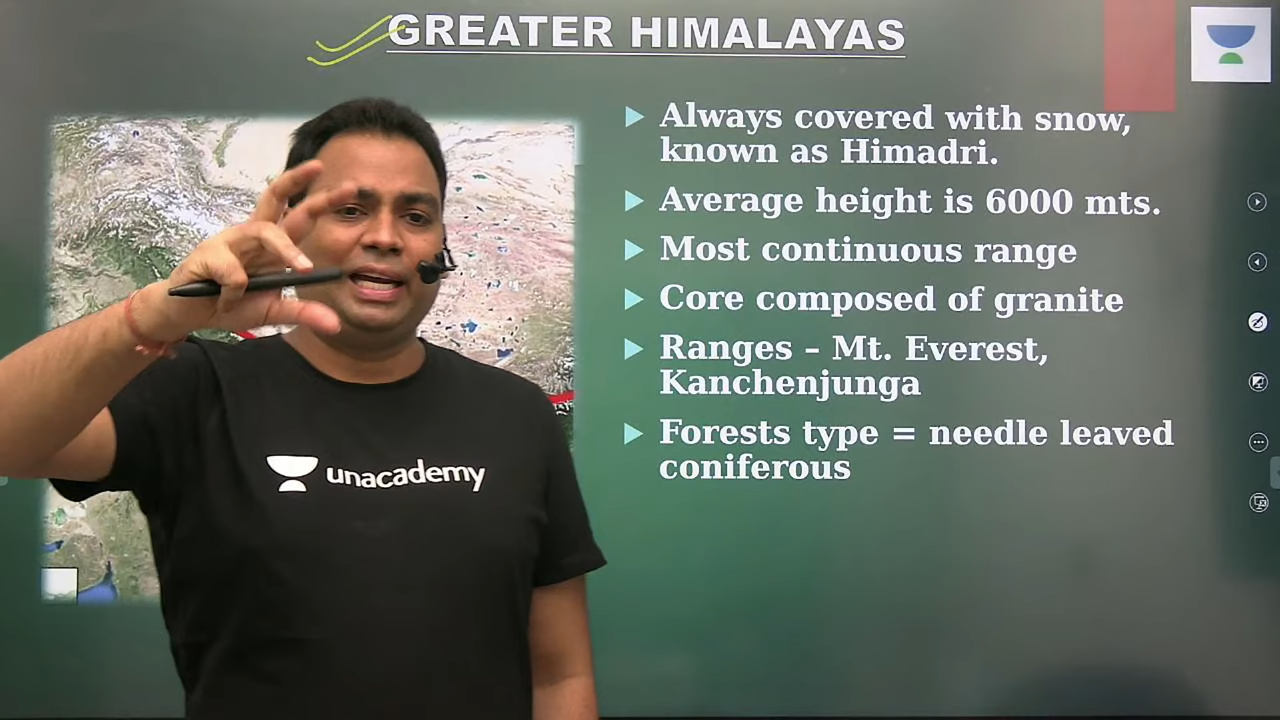 GREATER HIMALAYAS
Always covered with snow,
known as Himadri.
Average height is 6000 mts.
Most continuous range
Core composed of granite
Ranges – Mt. Everest,
Kanchenjunga
Forests type = needle leaved
coniferous
unacademy